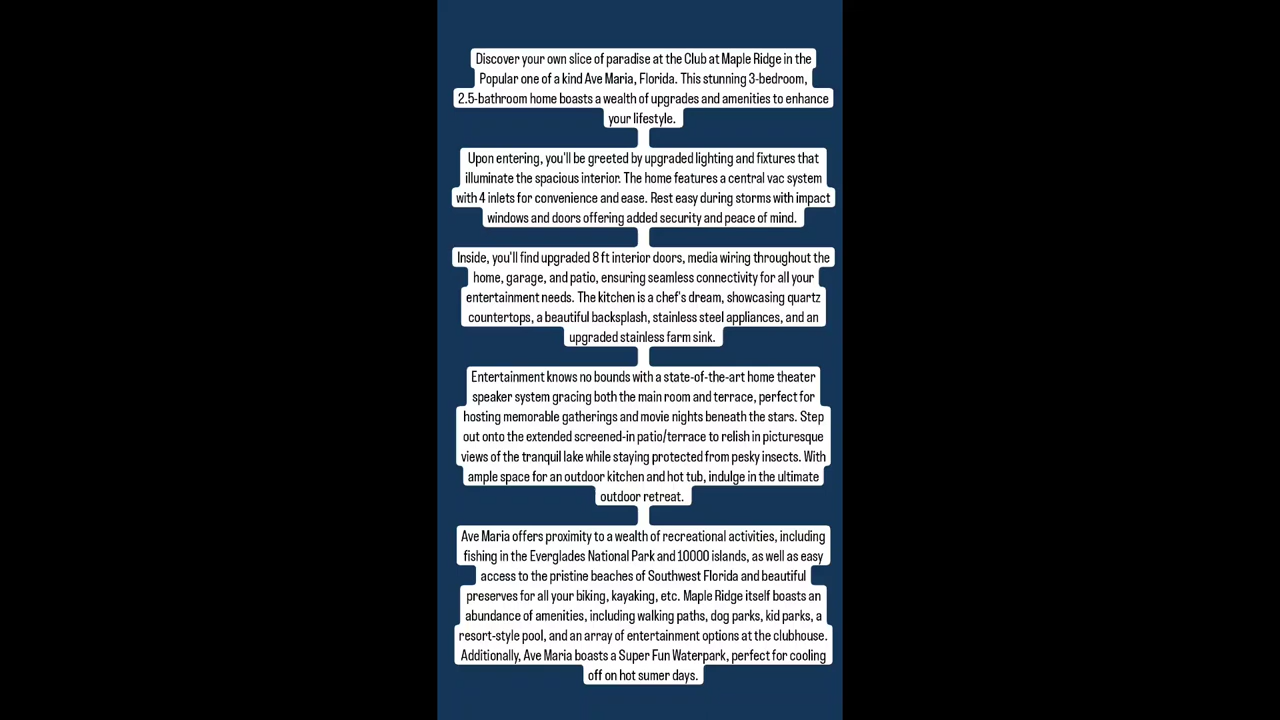 Discover your own slice of paradise at the Club at Maple Ridge in the
Popular one of a kind Ave Maria, Florida. This stunning 3-bedroom,
2.5-bathroom home boasts a wealth of upgrades and amenities to enhance
your lifestyle.
Upon entering, you'll be greeted by upgraded lighting and fixtures that
illuminate the spacious interior. The home features a central vac system
with 4 inlets for convenience and ease. Rest easy during storms with impact
windows and doors offering added security and peace of mind.
Inside, you'll find upgraded 8 ft interior doors, media wiring throughout the
home, garage, and patio, ensuring seamless connectivity for all your
entertainment needs. The kitchen is a chef's dream, showcasing quartz
countertops, a beautiful backsplash, stainless steel appliances, and an
upgraded stainless farm sink.
Entertainment knows no bounds with a state-of-the-art home theater
speaker system gracing both the main room and terrace, perfect for
hosting memorable gatherings and movie nights beneath the stars. Step
out onto the extended screened-in patio/terrace to relish in picturesque
views of the tranquil lake while staying protected from pesky insects. With
ample space for an outdoor kitchen and hot tub, indulge in the ultimate
outdoor retreat.
Ave Maria offers proximity to a wealth of recreational activities, including
fishing in the Everglades National Park and 10000 islands, as well as easy
access to the pristine beaches of Southwest Florida and beautiful
preserves for all your biking, kayaking, etc. Maple Ridge itself boasts an
abundance of amenities, including walking paths, dog parks, kid parks, a
resort-style pool, and an array of entertainment options at the clubhouse.
Additionally, Ave Maria boasts a Super Fun Waterpark, perfect for cooling
off on hot sumer days.